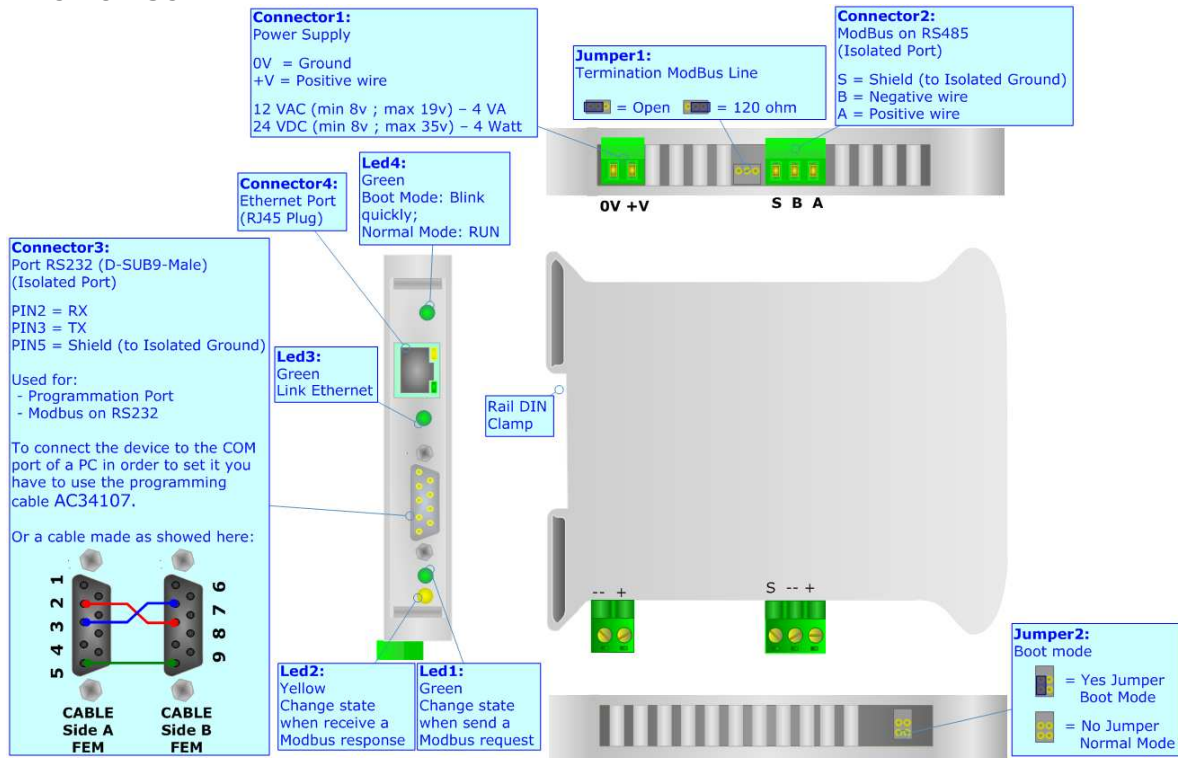 Connector1:
Power Supply
0V = Ground
+V = Positive wire
12 VAC (min 8v ; max 19v) – 4 VA
24 VDC (min 8v ; max 35v) – 4 Watt
Jumper1:
Termination ModBus Line
= Open = 120 ohm
Connector2:
ModBus on RS485
(Isolated Port)
S = Shield (to Isolated Ground)
B = Negative wire
A = Positive wire
0V +V
S B A
Connector4:
Ethernet Port
(RJ45 Plug)
Led4:
Green
Boot Mode: Blink
quickly;
Normal Mode: RUN
Connector3:
Port RS232 (D-SUB9-Male)
(Isolated Port)
PIN2 = RX
PIN3 = TX
PIN5 = Shield (to Isolated Ground)
Used for:
- Programmation Port
- Modbus on RS232
To connect the device to the COM
port of a PC in order to set it you
have to use the programming
cable AC34107.
Or a cable made as showed here:
1
2
3
4
5
6
7
8
9
CABLE
Side A
FEM
CABLE
Side B
FEM
Led3:
Green
Link Ethernet
Rail DIN
Clamp
-- +
S -- +
Led2:
Yellow
Change state
when receive a
Modbus response
Led1:
Green
Change state
when send a
Modbus request
Jumper2:
Boot mode
= Yes Jumper
Boot Mode
= No Jumper
Normal Mode